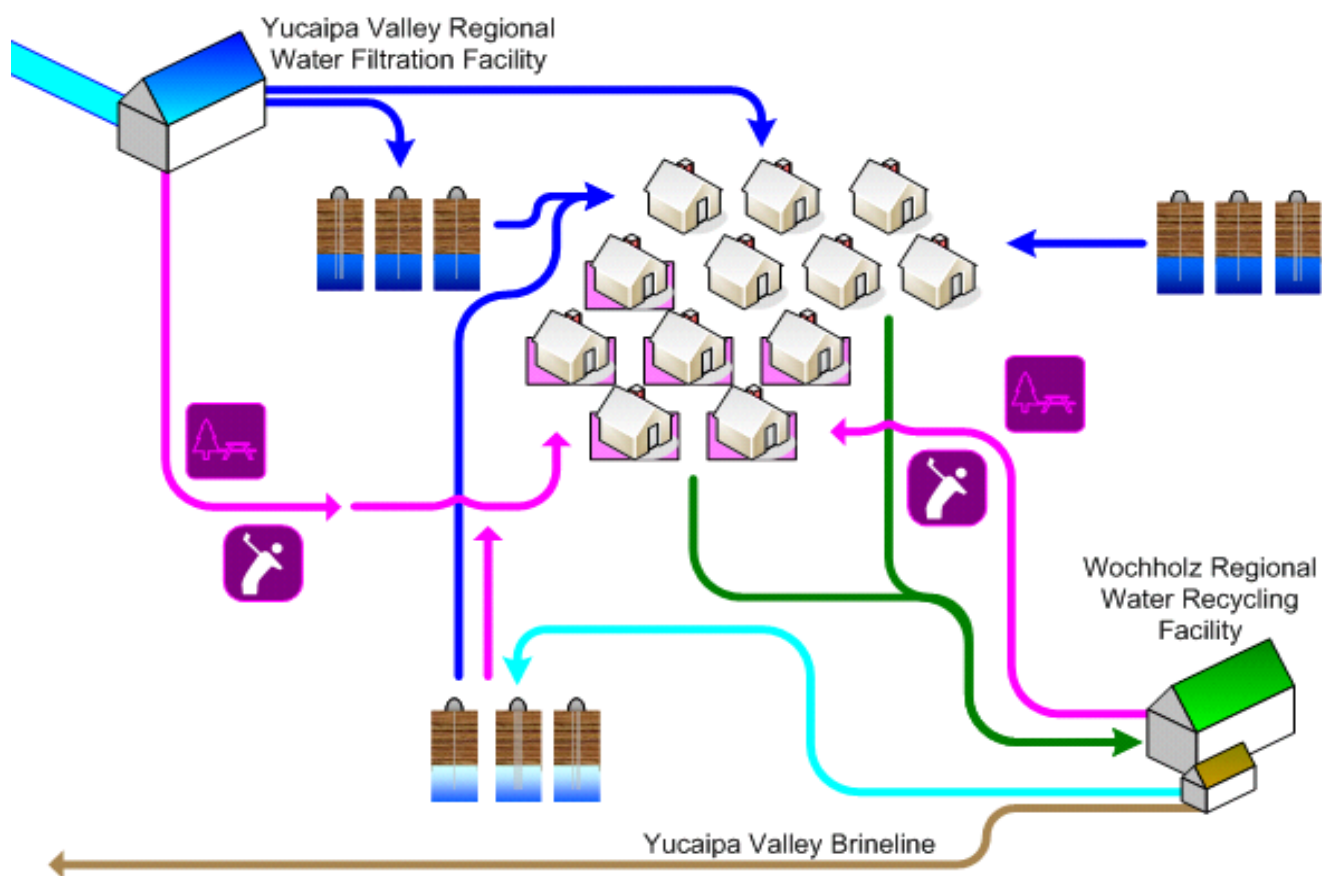 Yucaipa Valley Regional
Water Filtration Facility
Wochholz Regional
Water Recycling
Facility
Yucaipa Valley Brineline